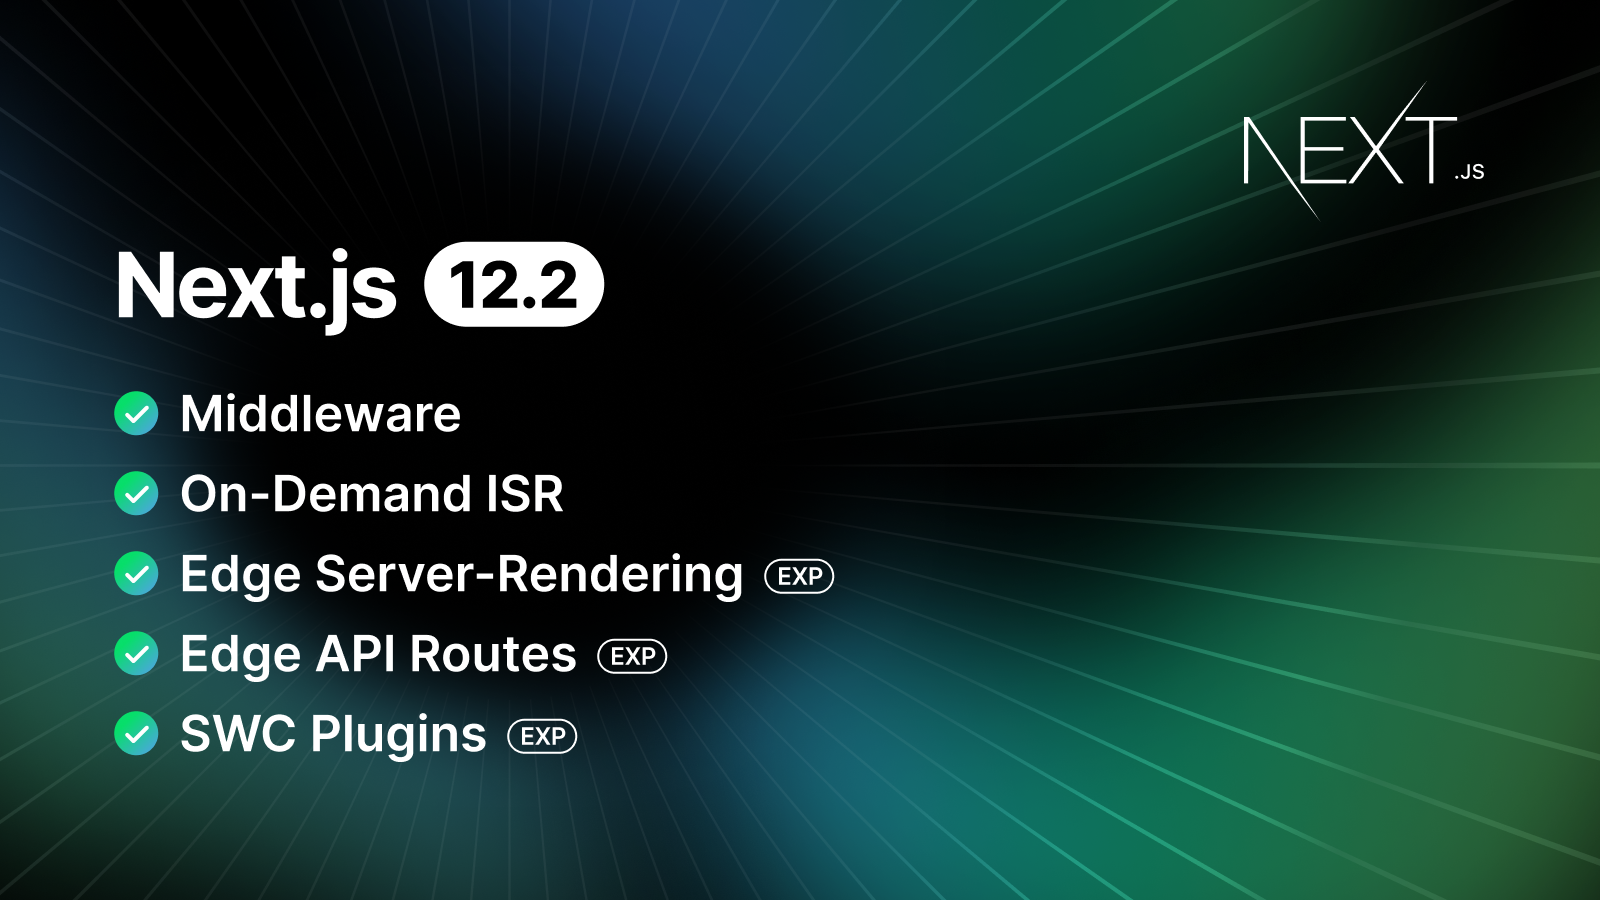 NEXT.JS
Next.js 12.2
Middleware
On-Demand ISR
Edge Server-Rendering EXP
Edge API Routes EXP
SWC Plugins EXP